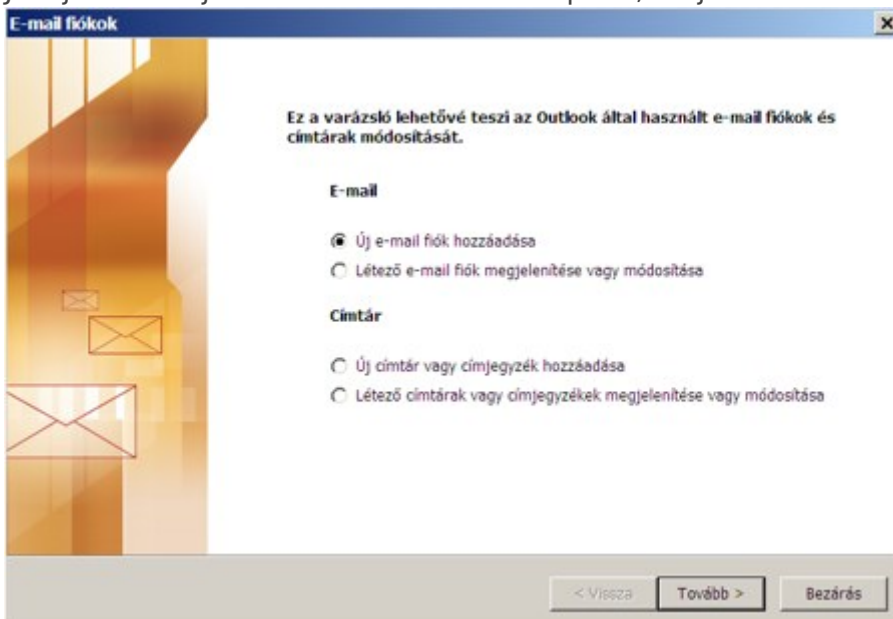 E-mail fiókok
Ez a varázsló lehetővé teszi az Outlook által használt e-mail fiókok és
címtárak módosítását.
E-mail
Új e-mail fiók hozzáadása
Létező e-mail fiók megjelenítése vagy módosítása
Címtár
Új címtár vagy címjegyzék hozzáadása
Létező címtárak vagy címjegyzékek megjelenítése vagy módosítása
< Vissza
Tovább >
Bezárás